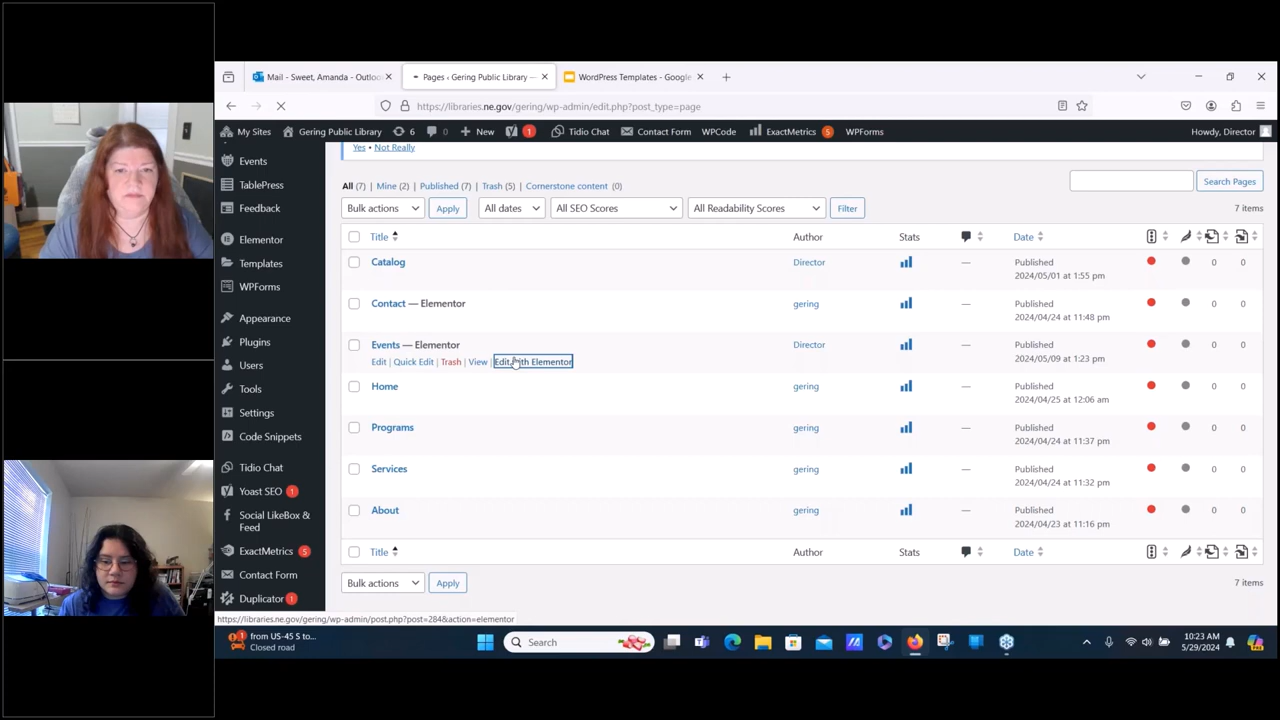 Mail - Sweet, Amanda - Outloo
Pages ‹ Gering Public Library —
WordPress Templates - Google
https://libraries.ne.gov/gering/wp-admin/edit.php?post_type=page
My Sites Gering Public Library 6 0 New 1 Tidio Chat Contact Form WPCode ExactMetrics 5 WPForms Howdy, Director
Events
TablePress
Feedback
Elementor
Templates
WPForms
Appearance
Plugins
Users
Tools
Settings
Code Snippets
Tidio Chat
Yoast SEO 1
Social LikeBox &
Feed
ExactMetrics 5
Contact Form
Duplicator 1
Yes • Not Really
All (7) | Mine (2) | Published (7) | Trash (5) | Cornerstone content (0)
Search Pages
Bulk actions Apply All dates All SEO Scores All Readability Scores Filter 7 items
Title Author Stats Date
Catalog Director — Published 0 0
2024/05/01 at 1:55 pm
Contact — Elementor gering — Published 0 0
2024/04/24 at 11:48 pm
Events — Elementor Director — Published 0 0
Edit | Quick Edit | Trash | View | Edit with Elementor 2024/05/09 at 1:23 pm
Home gering — Published 0 0
2024/04/25 at 12:06 am
Programs gering — Published 0 0
2024/04/24 at 11:37 pm
Services gering — Published 0 0
2024/04/24 at 11:32 pm
About gering — Published 0 0
2024/04/23 at 11:16 pm
Title Author Stats Date
Bulk actions Apply 7 items
https://libraries.ne.gov/gering/wp-admin/post.php?post=284&action=elementor
from US-45 S to...
Closed road
Search
10:23 AM
5/29/2024